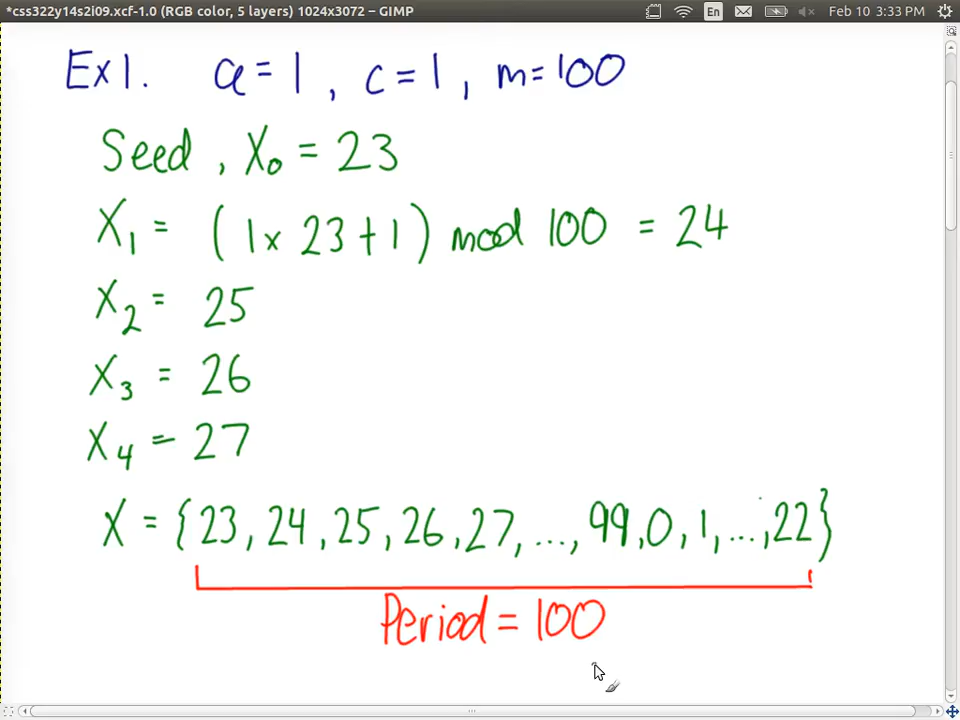 *css322y14s2i09.xcf-1.0 (RGB color, 5 layers) 1024x3072 – GIMP En Feb 10 3:33 PM
Ex1. a = 1 , c = 1 , m = 100
Seed , X₀ = 23
X₁ = (1 x 23 + 1) mod 100 = 24
X₂ = 25
X₃ = 26
X₄ = 27
X = {23, 24, 25, 26, 27, ..., 99, 0, 1, ..., 22}
Period = 100